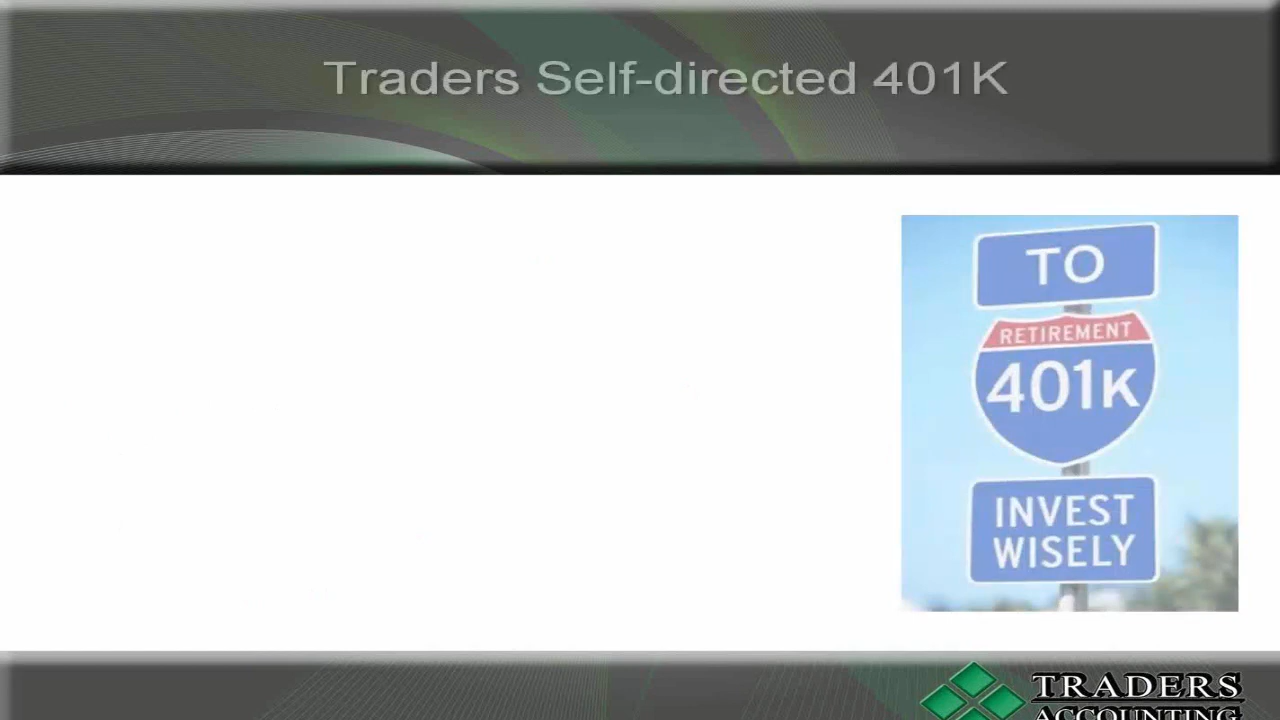 Traders Self-directed 401K
TO
RETIREMENT
401K
INVEST
WISELY
TRADERS
ACCOUNTING